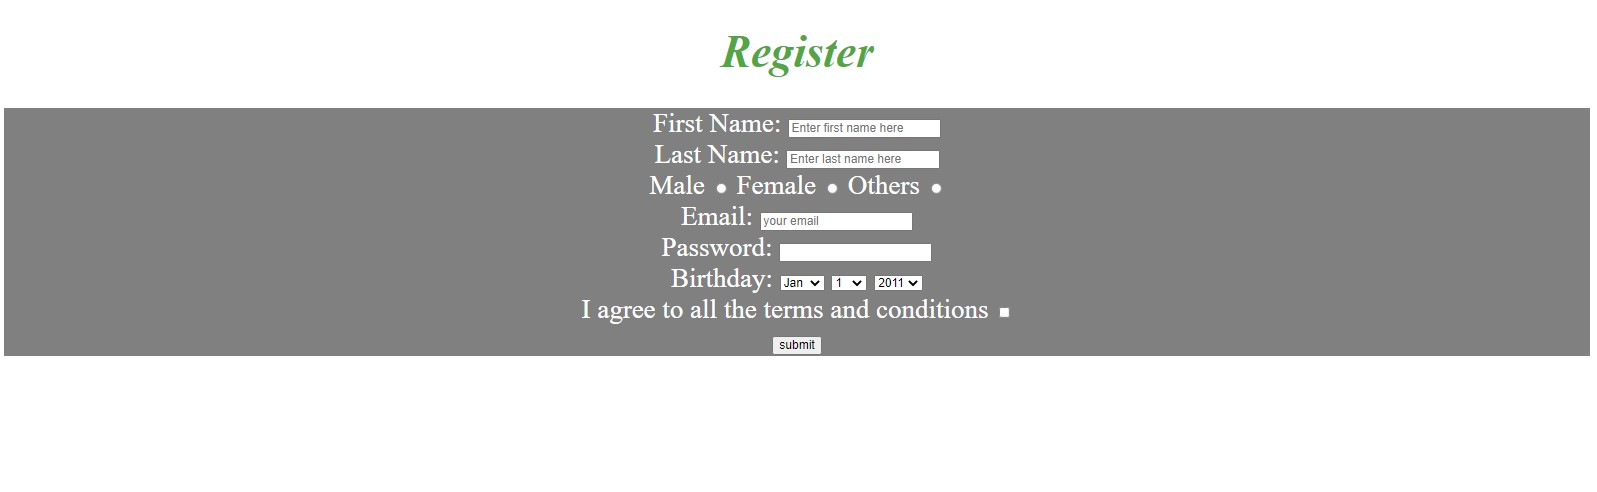 Register
First Name: Enter first name here
Last Name: Enter last name here
Male Female Others
Email: your email
Password:
Birthday: Jan 1 2011
I agree to all the terms and conditions
submit